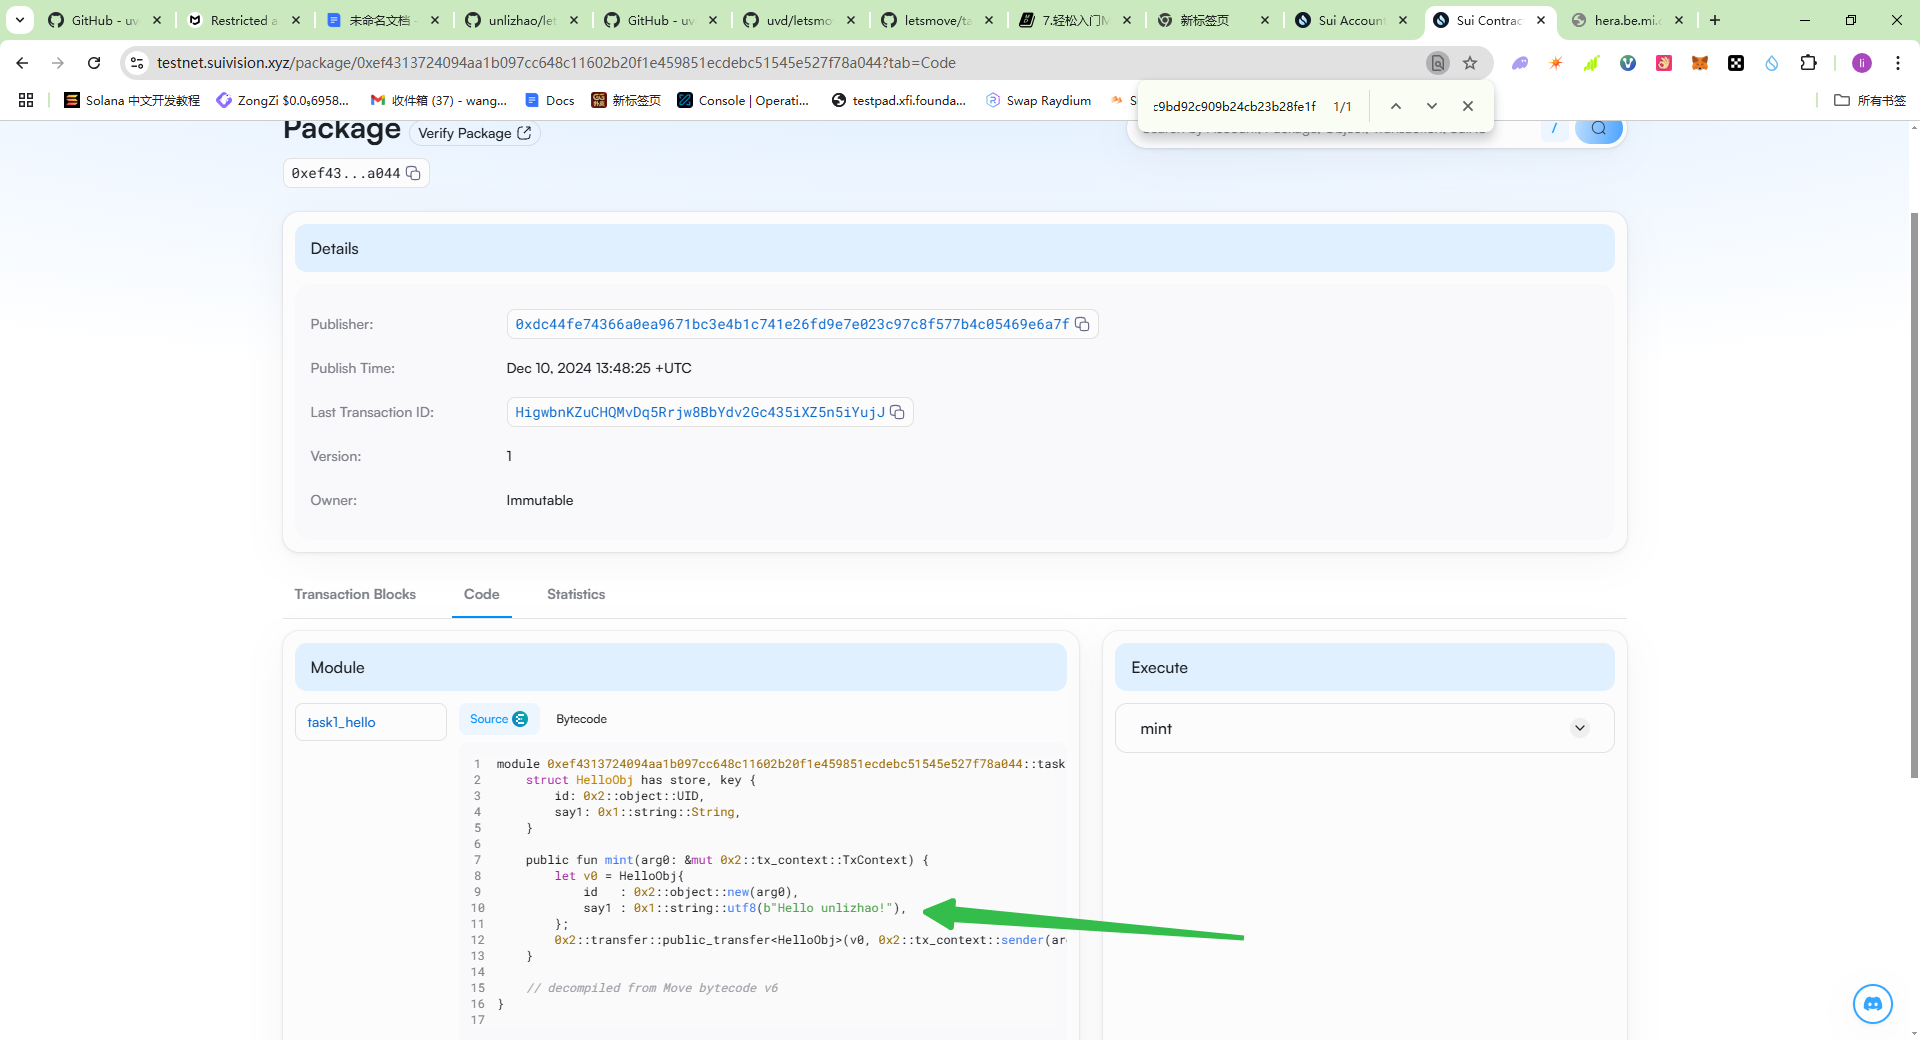 GitHub - uv
Restricted a
未命名文档 -
unlizhao/let
GitHub - uv
uvd/letsmov
letsmove/ta
7.轻松入门M
新标签页
Sui Account
Sui Contrac
hera.be.mi.c
testnet.suivision.xyz/package/0xef4313724094aa1b097cc648c11602b20f1e459851ecdebc51545e527f78a044?tab=Code
li
Solana 中文开发教程
ZongZi $0.0₅6958...
收件箱 (37) - wang...
Docs
新标签页
Console | Operati...
testpad.xfi.founda...
Swap Raydium
S
所有书签
c9bd92c909b24cb23b28fe1f 1/1
Package
Verify Package
/
0xef43...a044
Details
Publisher: 0xdc44fe74366a0ea9671bc3e4b1c741e26fd9e7e023c97c8f577b4c05469e6a7f
Publish Time: Dec 10, 2024 13:48:25 +UTC
Last Transaction ID: HigwbnKZuCHQMvDq5Rrjw8BbYdv2Gc435iXZ5n5iYujJ
Version: 1
Owner: Immutable
Transaction Blocks Code Statistics
Module
task1_hello
Source Bytecode
1 module 0xef4313724094aa1b097cc648c11602b20f1e459851ecdebc51545e527f78a044::task
2 struct HelloObj has store, key {
3 id: 0x2::object::UID,
4 say1: 0x1::string::String,
5 }
6
7 public fun mint(arg0: &mut 0x2::tx_context::TxContext) {
8 let v0 = HelloObj{
9 id : 0x2::object::new(arg0),
10 say1 : 0x1::string::utf8(b"Hello unlizhao!"),
11 };
12 0x2::transfer::public_transfer<HelloObj>(v0, 0x2::tx_context::sender(ar
13 }
14
15 // decompiled from Move bytecode v6
16 }
17
Execute
mint